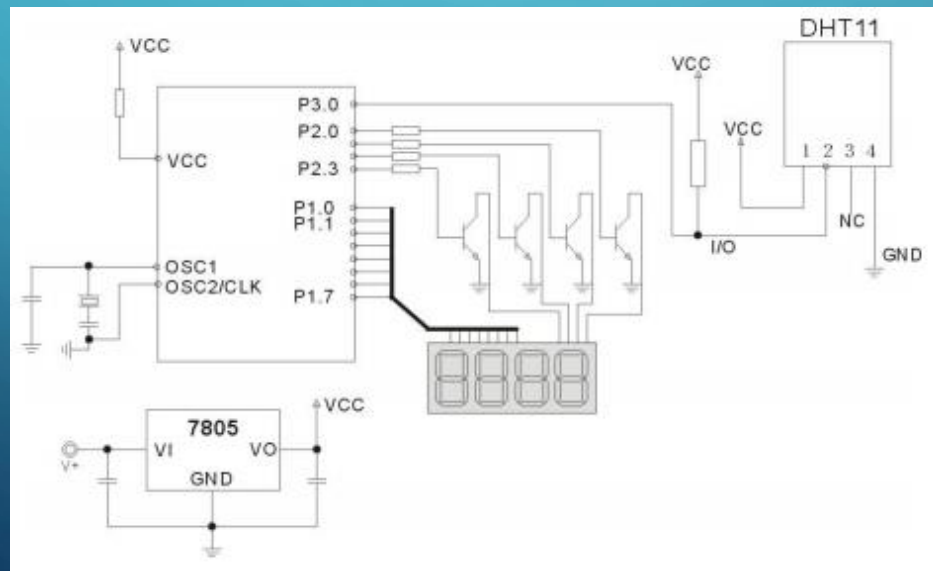 DHT11
VCC
VCC
P3.0
P2.0
VCC
VCC
P2.3
1 2 3 4
P1.0
P1.1
NC
I/O
GND
OSC1
OSC2/CLK
P1.7
VCC
7805
VI
VO
V+
GND